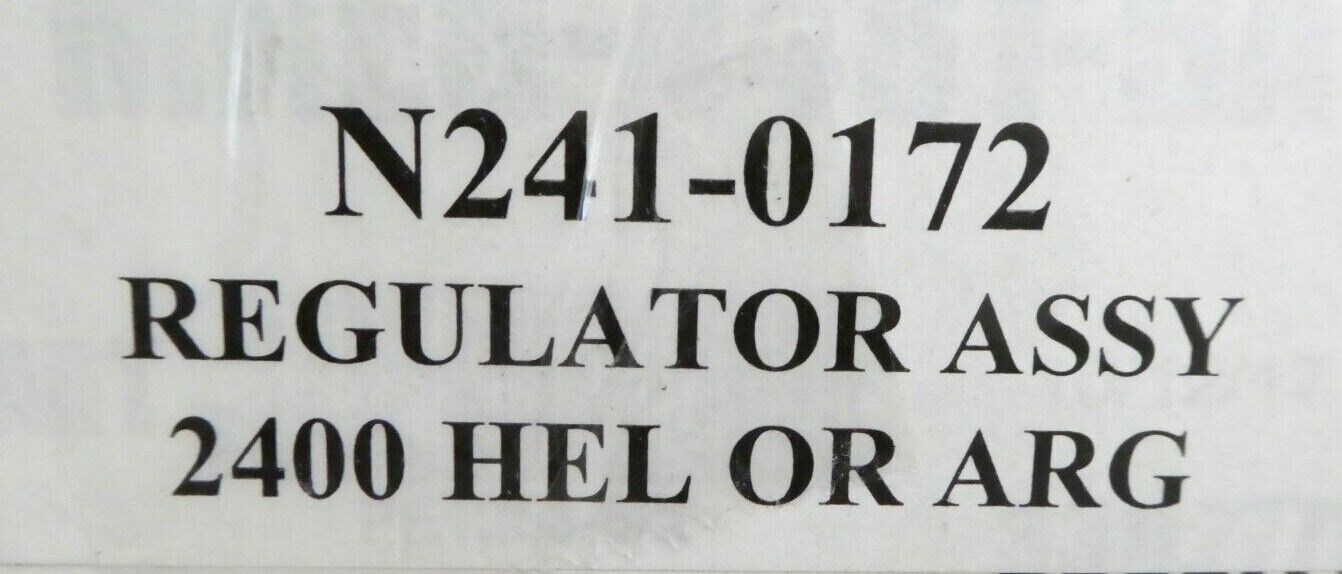 N241-0172
REGULATOR ASSY
2400 HEL OR ARG